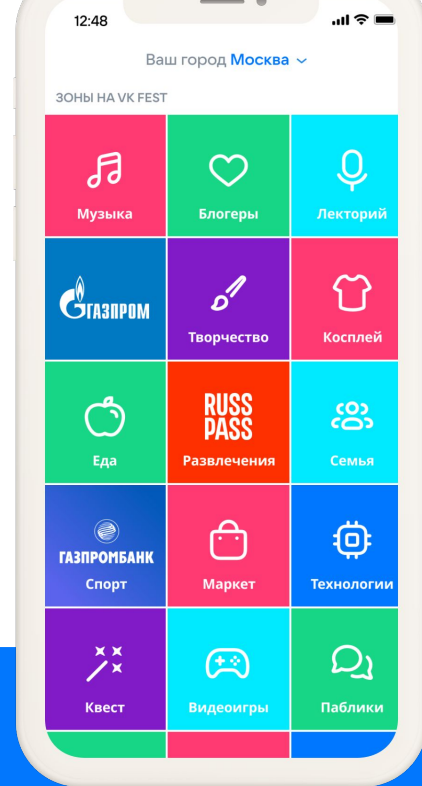 12:48
Ваш город Москва
ЗОНЫ НА VK FEST
Музыка
Блогеры
Лекторий
ГАЗПРОМ
Творчество
Косплей
Еда
RUSS
PASS
Развлечения
Семья
ГАЗПРОМБАНК
Спорт
Маркет
Технологии
Квест
Видеоигры
Паблики